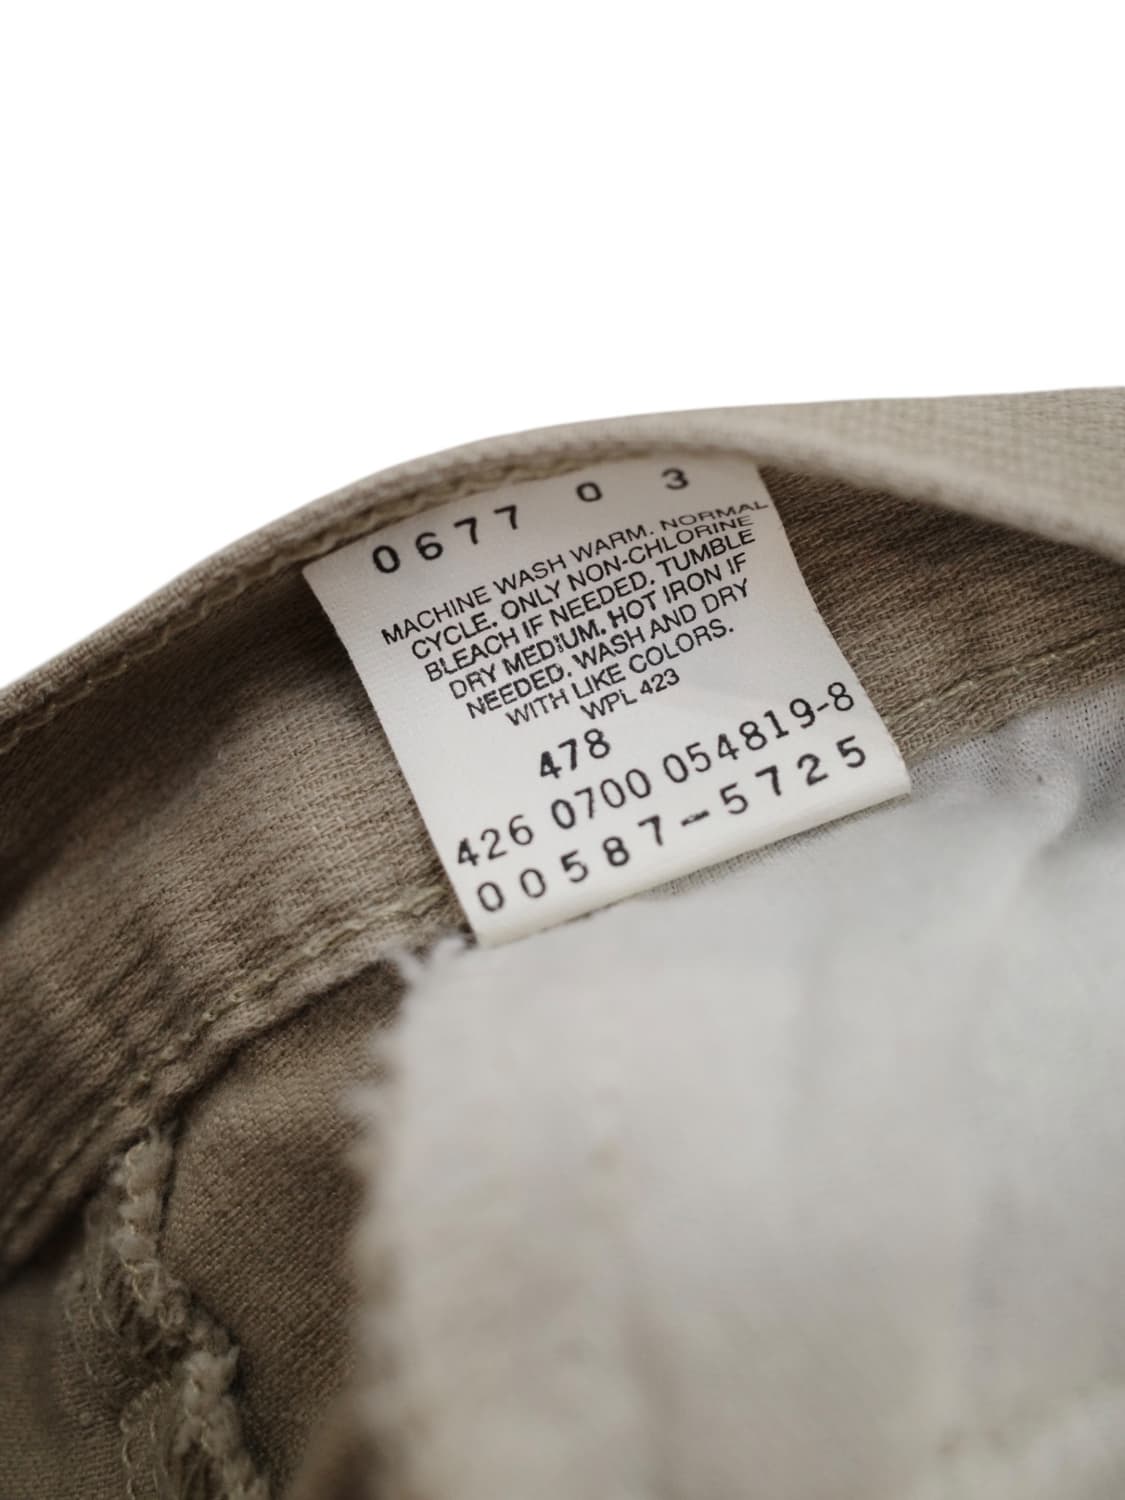 0677 0 3
MACHINE WASH WARM. NORMAL
CYCLE. ONLY NON-CHLORINE
BLEACH IF NEEDED. TUMBLE
DRY MEDIUM. HOT IRON IF
NEEDED. WASH AND DRY
WITH LIKE COLORS.
WPL 423
478
426 0700 054819-8
00587-5725